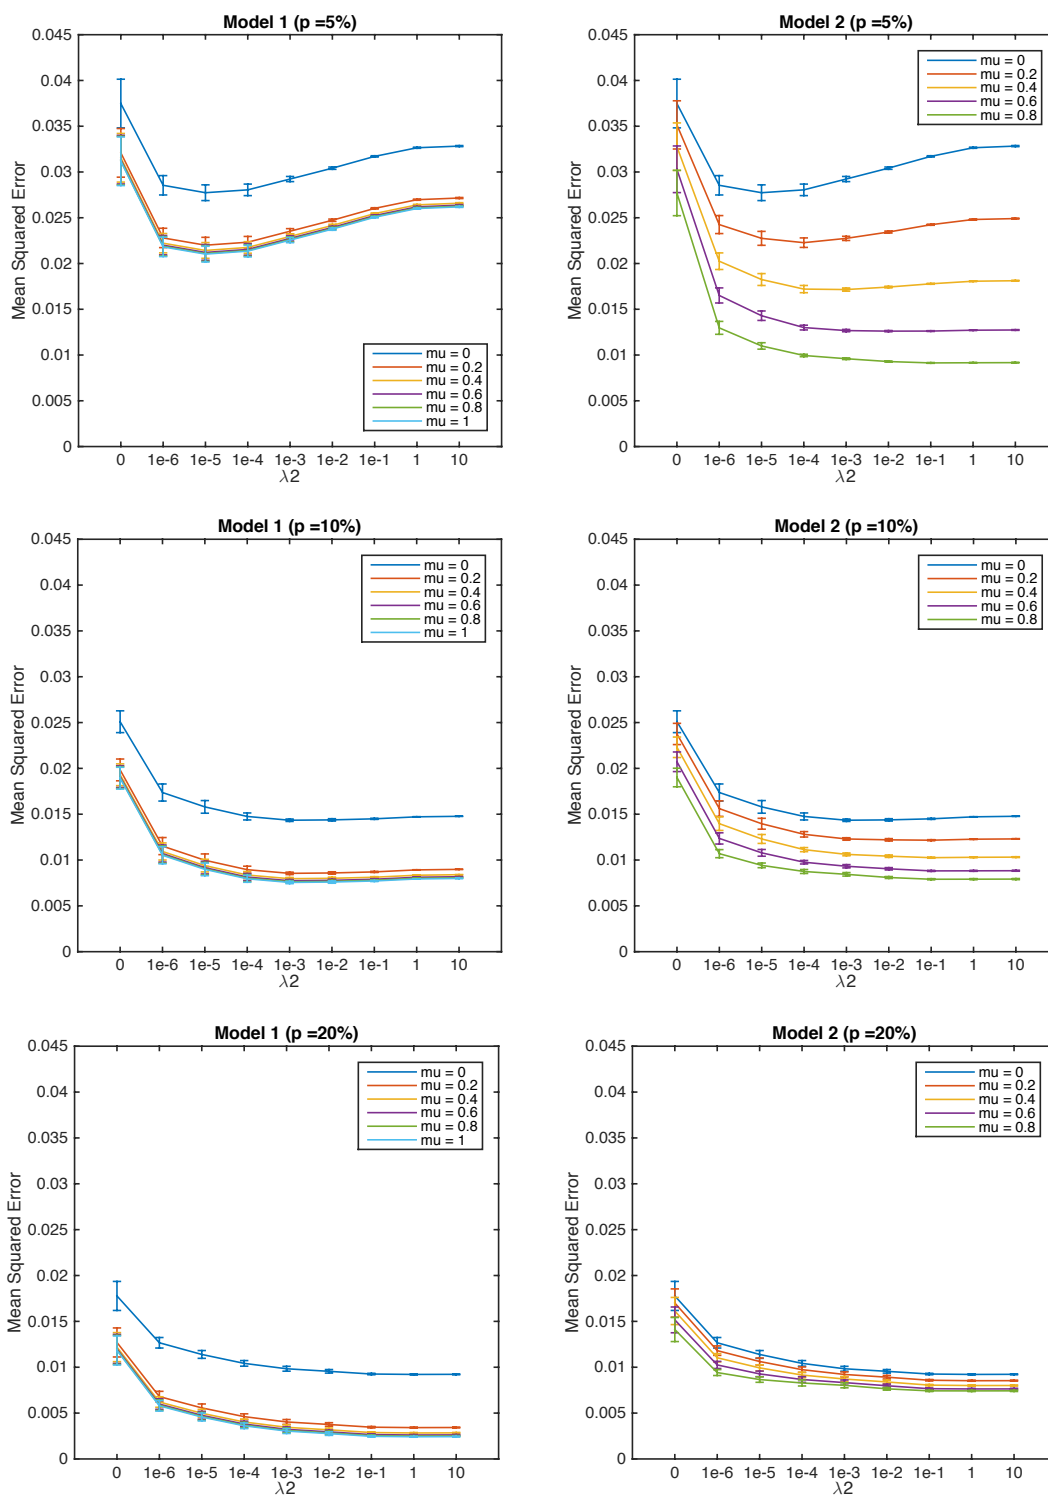 Model 1 (p =5%)
0.045
0.04
0.035
0.03
0.025
0.02
0.015
0.01
0.005
0
Mean Squared Error
mu = 0
mu = 0.2
mu = 0.4
mu = 0.6
mu = 0.8
mu = 1
0 1e-6 1e-5 1e-4 1e-3 1e-2 1e-1 1 10
λ2
Model 2 (p =5%)
0.045
0.04
0.035
0.03
0.025
0.02
0.015
0.01
0.005
0
Mean Squared Error
mu = 0
mu = 0.2
mu = 0.4
mu = 0.6
mu = 0.8
0 1e-6 1e-5 1e-4 1e-3 1e-2 1e-1 1 10
λ2
Model 1 (p =10%)
0.045
0.04
0.035
0.03
0.025
0.02
0.015
0.01
0.005
0
Mean Squared Error
mu = 0
mu = 0.2
mu = 0.4
mu = 0.6
mu = 0.8
mu = 1
0 1e-6 1e-5 1e-4 1e-3 1e-2 1e-1 1 10
λ2
Model 2 (p =10%)
0.045
0.04
0.035
0.03
0.025
0.02
0.015
0.01
0.005
0
Mean Squared Error
mu = 0
mu = 0.2
mu = 0.4
mu = 0.6
mu = 0.8
0 1e-6 1e-5 1e-4 1e-3 1e-2 1e-1 1 10
λ2
Model 1 (p =20%)
0.045
0.04
0.035
0.03
0.025
0.02
0.015
0.01
0.005
0
Mean Squared Error
mu = 0
mu = 0.2
mu = 0.4
mu = 0.6
mu = 0.8
mu = 1
0 1e-6 1e-5 1e-4 1e-3 1e-2 1e-1 1 10
λ2
Model 2 (p =20%)
0.045
0.04
0.035
0.03
0.025
0.02
0.015
0.01
0.005
0
Mean Squared Error
mu = 0
mu = 0.2
mu = 0.4
mu = 0.6
mu = 0.8
0 1e-6 1e-5 1e-4 1e-3 1e-2 1e-1 1 10
λ2